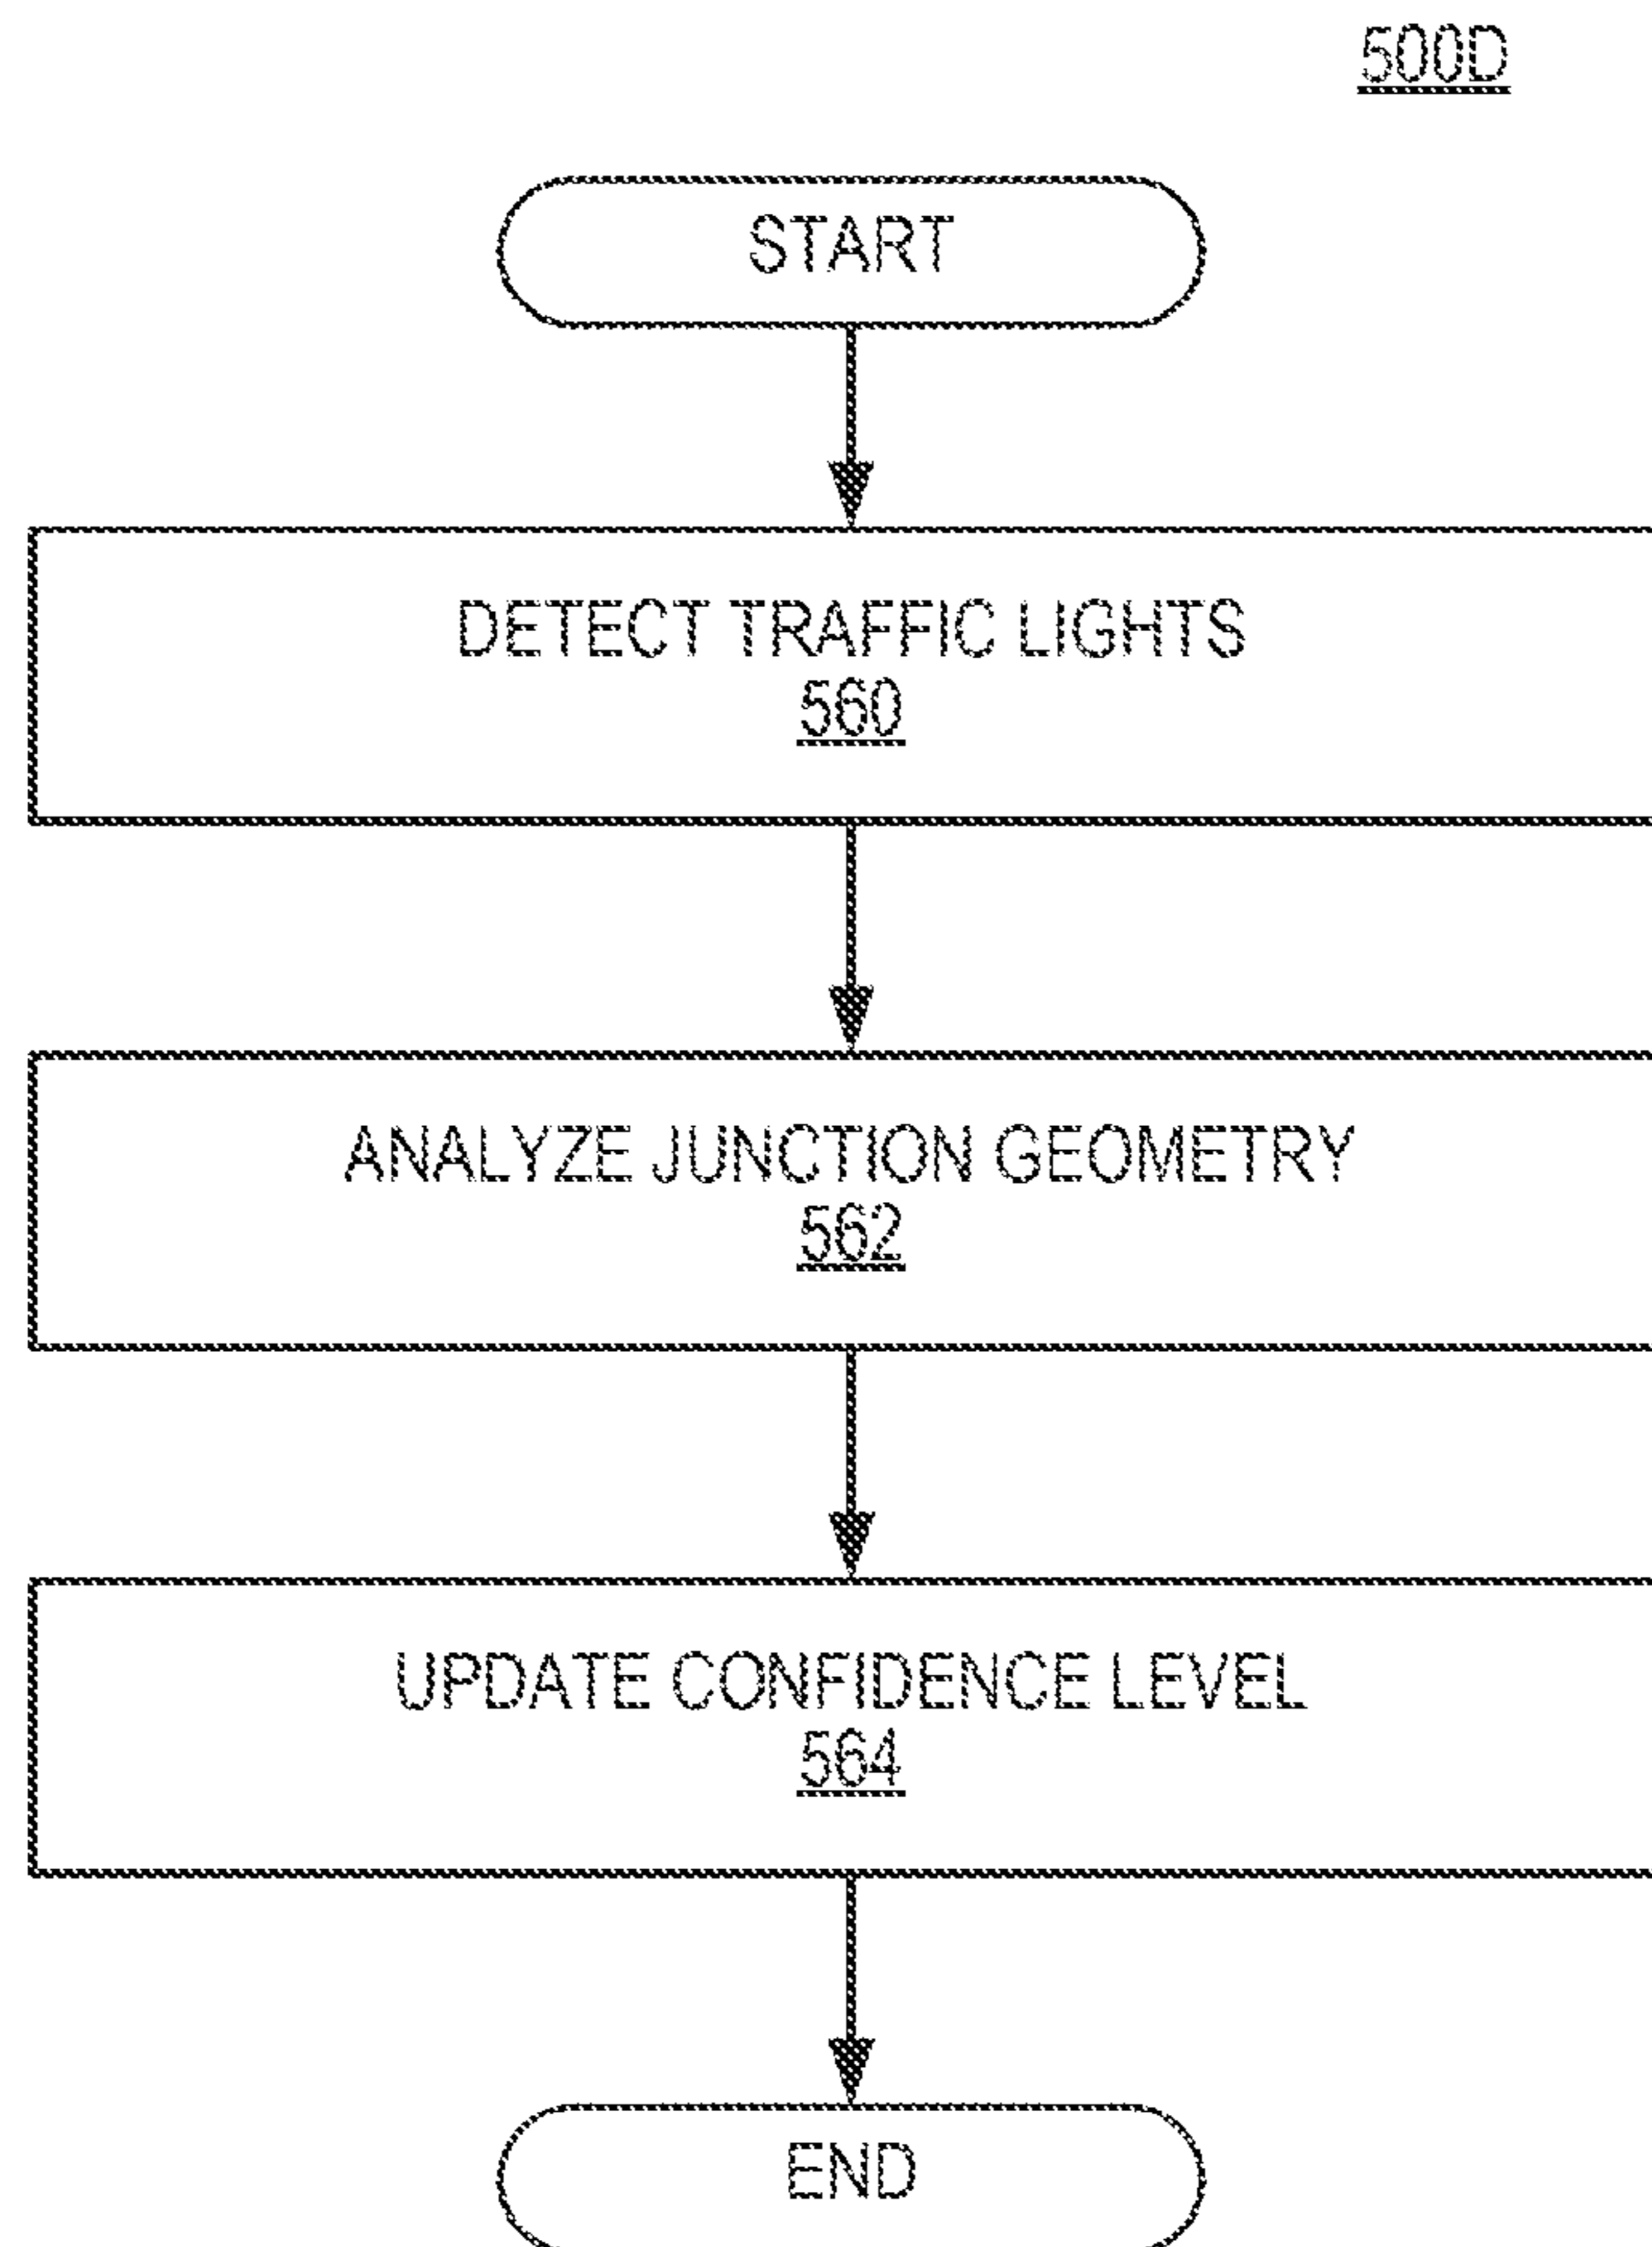 500D
START
DETECT TRAFFIC LIGHTS
560
ANALYZE JUNCTION GEOMETRY
562
UPDATE CONFIDENCE LEVEL
564
END